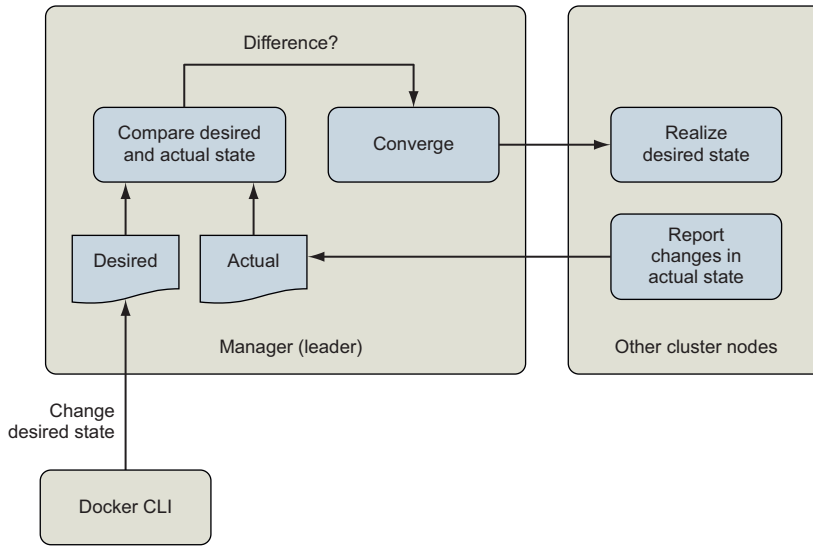 Difference?
Compare desired
and actual state
Converge
Realize
desired state
Desired
Actual
Report
changes in
actual state
Manager (leader)
Other cluster nodes
Change
desired state
Docker CLI